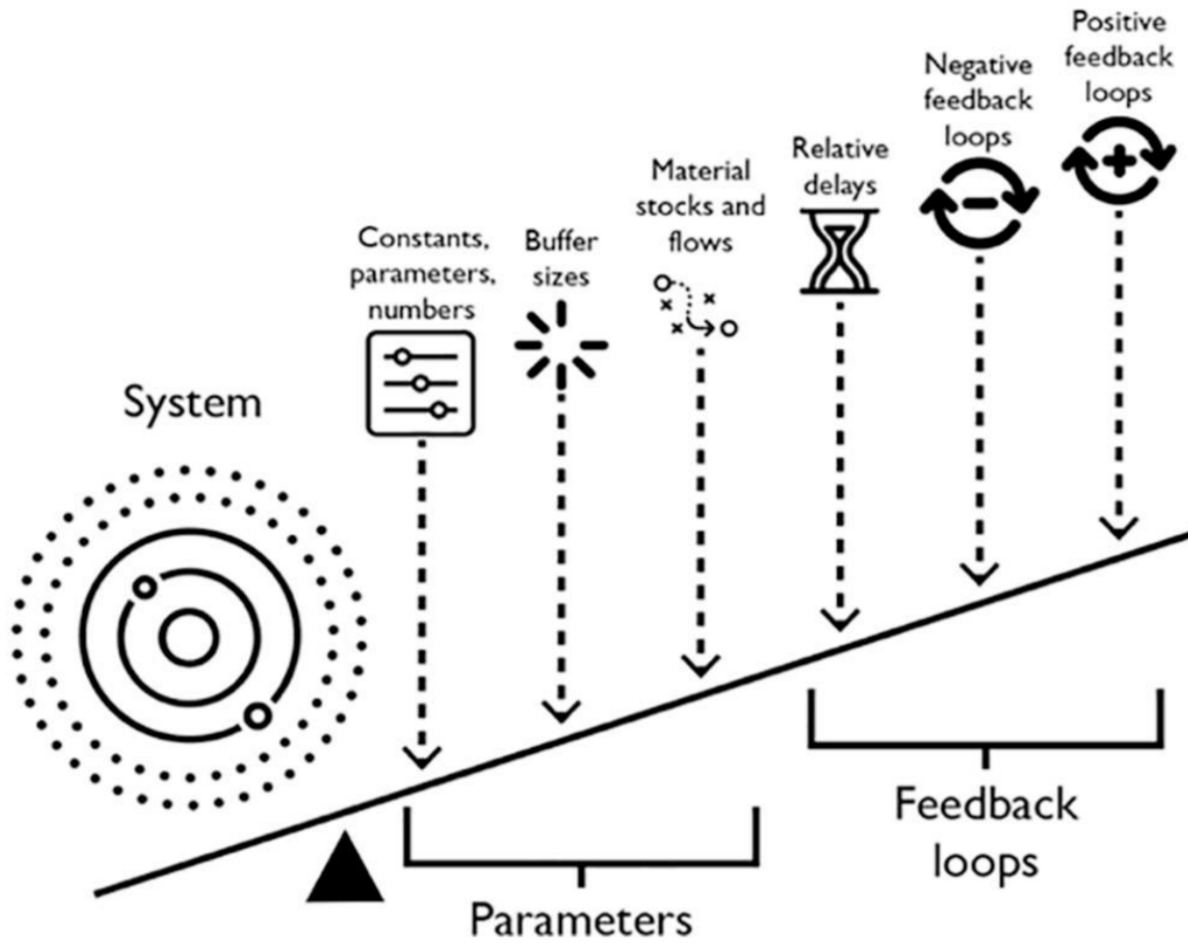 Positive
feedback
loops
Negative
feedback
loops
Relative
delays
Material
stocks and
flows
Buffer
sizes
Constants,
parameters,
numbers
System
Feedback
loops
Parameters